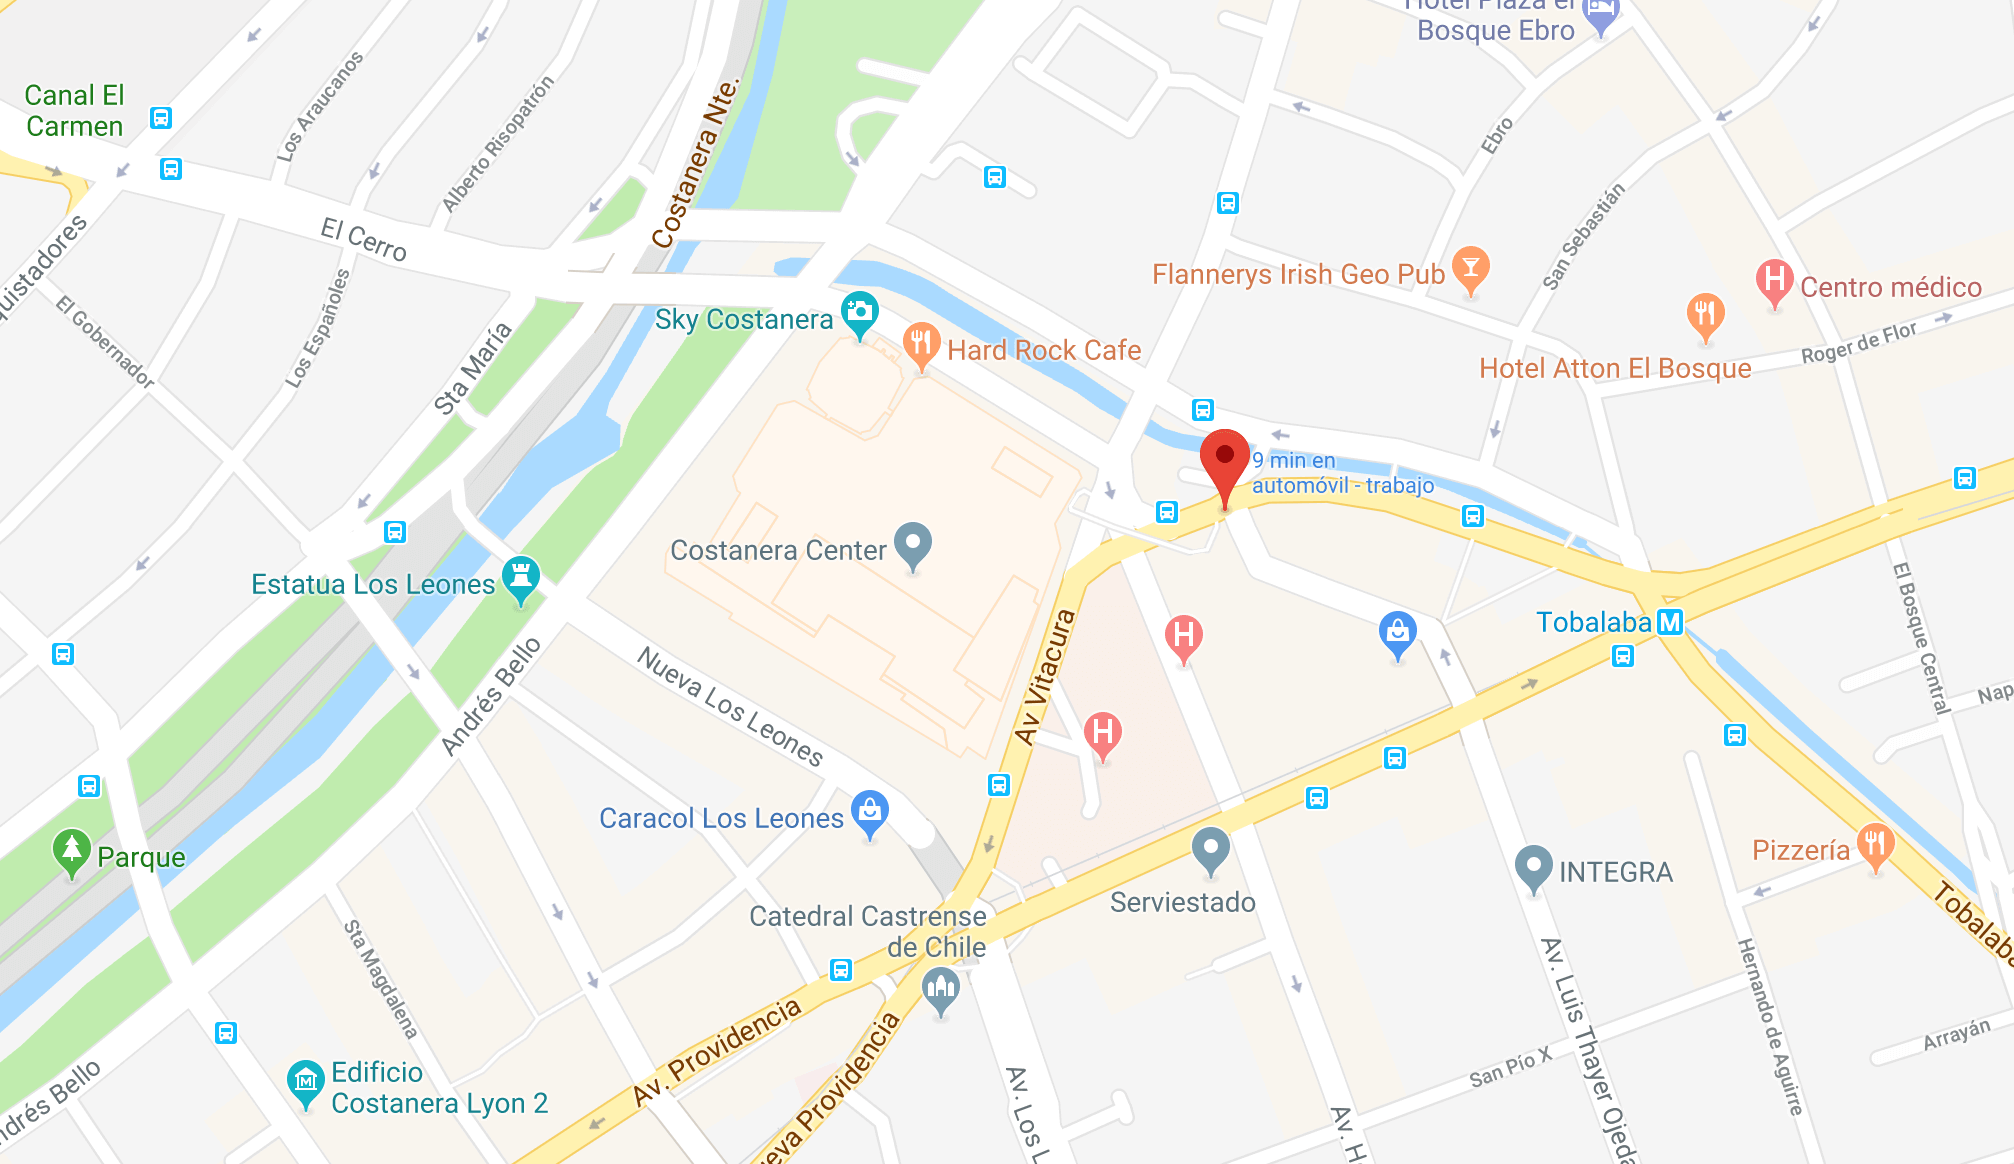 Hotel Plaza el
Bosque Ebro
Canal El
Carmen
Los Araucanos
Alberto Risopatrón
Costanera Nte.
Ebro
San Sebastián
El Cerro
quistadores
El Gobernador
Los Españoles
Sta María
Sky Costanera
Hard Rock Cafe
Flannerys Irish Geo Pub
Centro médico
Roger de Flor
Hotel Atton El Bosque
9 min en
automóvil - trabajo
Costanera Center
Estatua Los Leones
Andrés Bello
Nueva Los Leones
Av Vitacura
Tobalaba
M
El Bosque Central
Nap
H
H
H
Caracol Los Leones
Parque
Serviestado
INTEGRA
Pizzería
Tobalaba
Catedral Castrense
de Chile
Sta Magdalena
Av. Providencia
ueva Providencia
Edificio
Costanera Lyon 2
ndrés Bello
Av. Los L
Av. H
Av. Luis Thayer Ojeda
San Pío X
Hernando de Aguirre
Arrayán